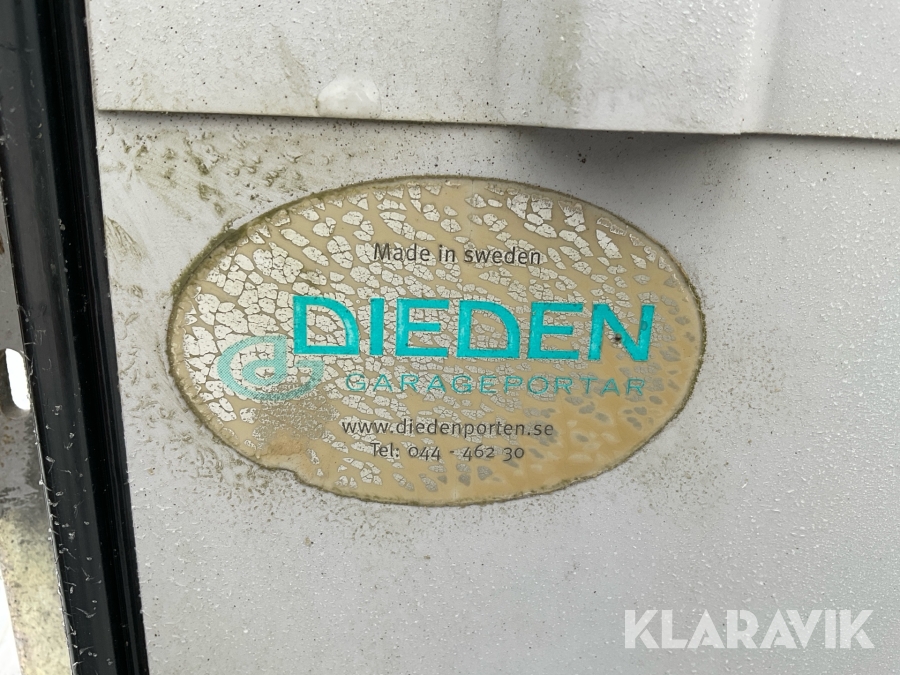 Made in sweden
DIEDEN
GARAGEPORTAR
www.diedenporten.se
Tel: 044 - 462 30
KLARAVIK